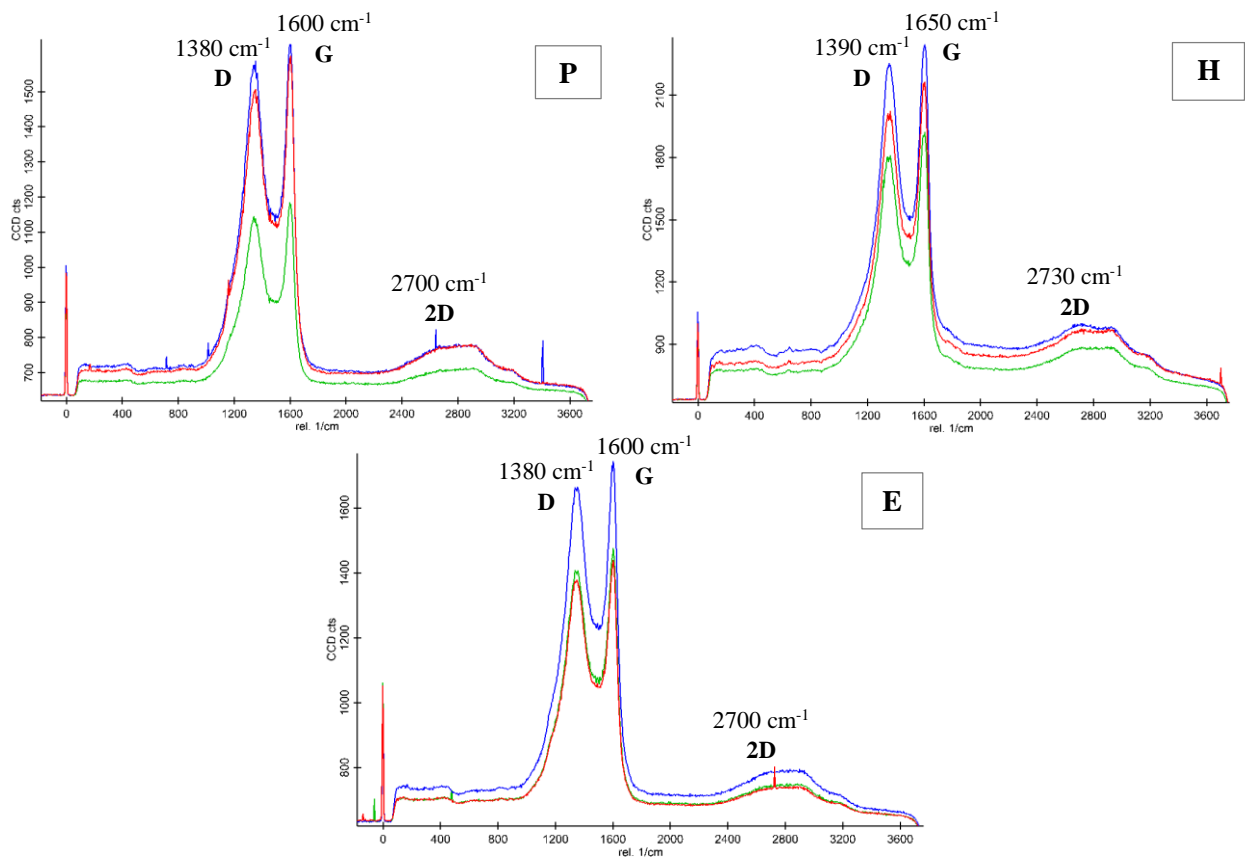 1600 cm-1
1380 cm-1
G
D
P
2700 cm-1
2D
CCD cts
1500
1400
1300
1200
1100
1000
900
800
700
0 400 800 1200 1600 2000 2400 2800 3200 3600
rel. 1/cm
1650 cm-1
1390 cm-1
G
D
H
2730 cm-1
2D
CCD cts
2100
1800
1500
1200
900
0 400 800 1200 1600 2000 2400 2800 3200 3600
rel. 1/cm
1600 cm-1
1380 cm-1
G
D
E
2700 cm-1
2D
CCD cts
1600
1400
1200
1000
800
0 400 800 1200 1600 2000 2400 2800 3200 3600
rel. 1/cm